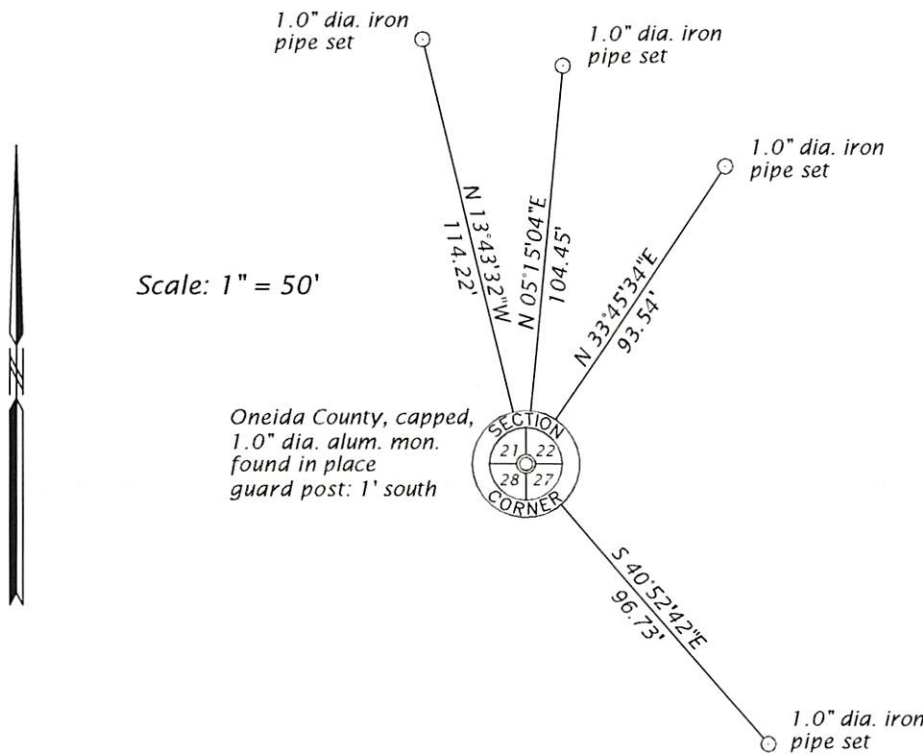 1.0" dia. iron
pipe set
1.0" dia. iron
pipe set
1.0" dia. iron
pipe set
N 13°43'32"W
114.22'
N 05°15'04"E
104.45'
N 33°45'34"E
93.54'
Scale: 1" = 50'
N
Oneida County, capped,
1.0" dia. alum. mon.
found in place
guard post: 1' south
SECTION
21 22
28 27
CORNER
S 40°52'42"E
96.73'
1.0" dia. iron
pipe set